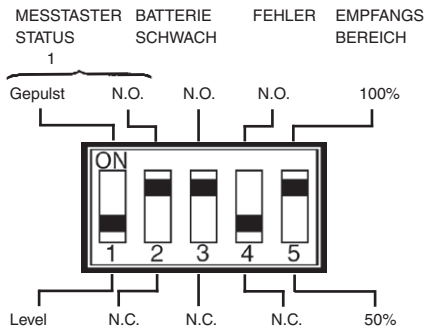 MESSTASTER BATTERIE FEHLER EMPFANGS
STATUS SCHWACH BEREICH
1
Gepulst N.O. N.O. N.O. 100%
ON
1 2 3 4 5
Level N.C. N.C. N.C. 50%